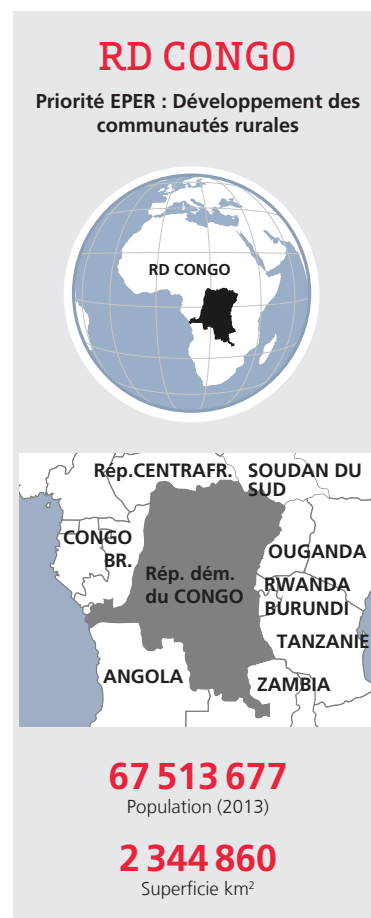 RD CONGO
Priorité EPER : Développement des
communautés rurales
RD CONGO
Rép.CENTRAFR.
SOUDAN DU
SUD
CONGO
BR.
OUGANDA
Rép. dém.
du CONGO
RWANDA
BURUNDI
TANZANIE
ANGOLA
ZAMBIA
67 513 677
Population (2013)
2 344 860
Superficie km²